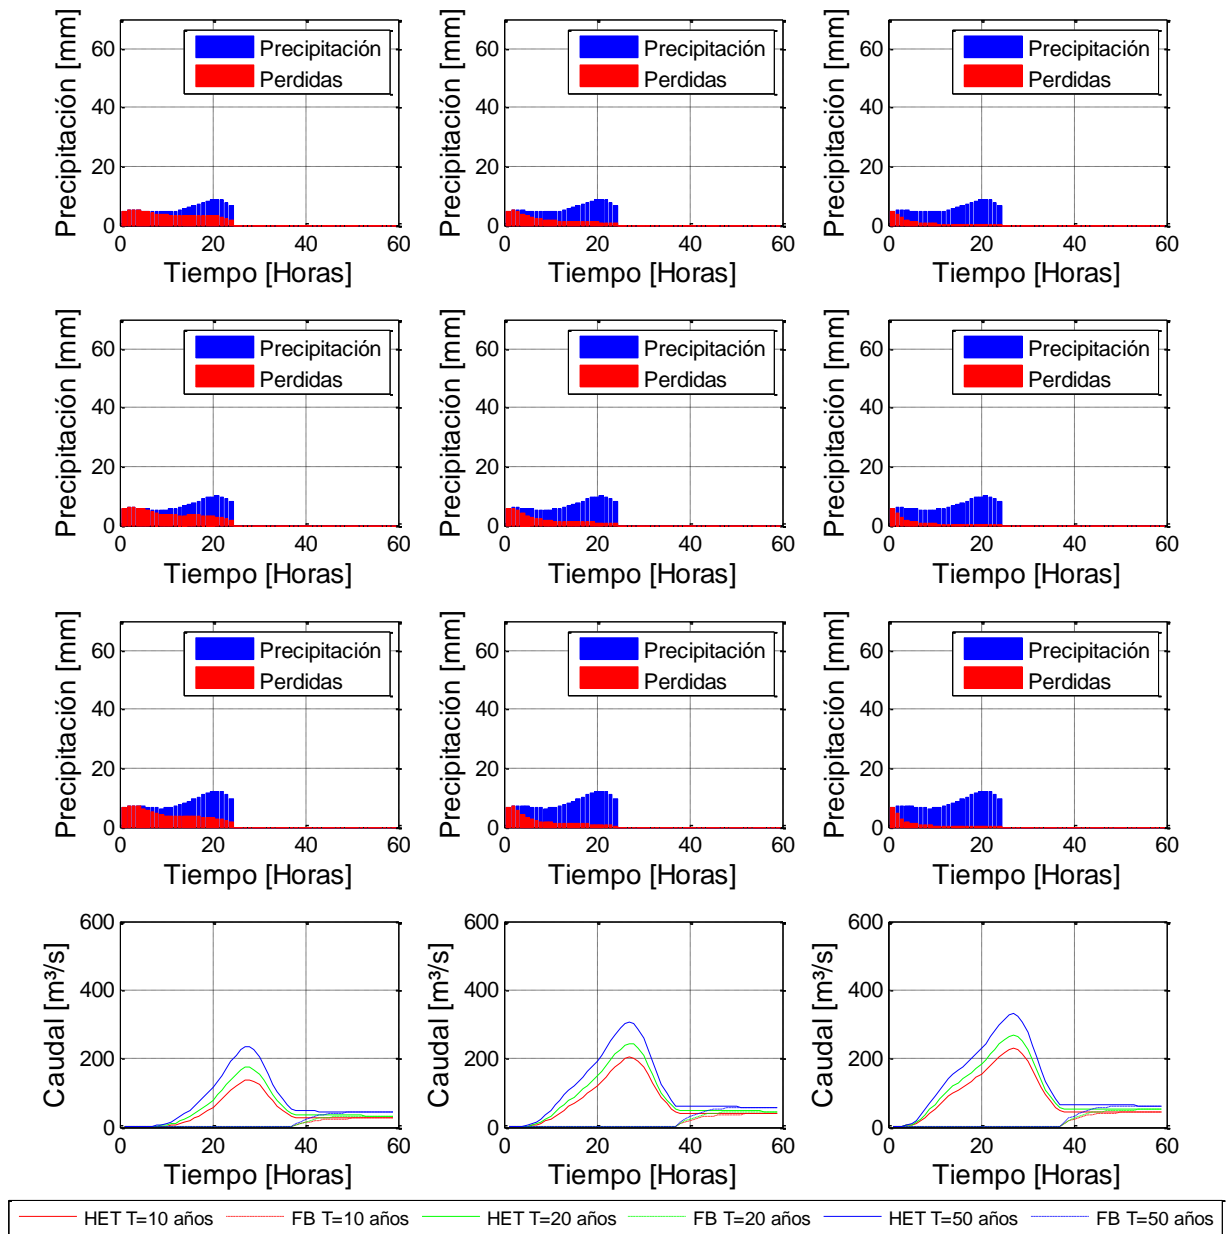 Precipitación [mm]
60
40
20
0
0 20 40 60
Tiempo [Horas]
Precipitación
Perdidas
Precipitación [mm]
60
40
20
0
0 20 40 60
Tiempo [Horas]
Precipitación
Perdidas
Precipitación [mm]
60
40
20
0
0 20 40 60
Tiempo [Horas]
Precipitación
Perdidas
Precipitación [mm]
60
40
20
0
0 20 40 60
Tiempo [Horas]
Precipitación
Perdidas
Precipitación [mm]
60
40
20
0
0 20 40 60
Tiempo [Horas]
Precipitación
Perdidas
Precipitación [mm]
60
40
20
0
0 20 40 60
Tiempo [Horas]
Precipitación
Perdidas
Precipitación [mm]
60
40
20
0
0 20 40 60
Tiempo [Horas]
Precipitación
Perdidas
Precipitación [mm]
60
40
20
0
0 20 40 60
Tiempo [Horas]
Precipitación
Perdidas
Precipitación [mm]
60
40
20
0
0 20 40 60
Tiempo [Horas]
Precipitación
Perdidas
Caudal [m³/s]
600
400
200
0
0 20 40 60
Tiempo [Horas]
Caudal [m³/s]
600
400
200
0
0 20 40 60
Tiempo [Horas]
Caudal [m³/s]
600
400
200
0
0 20 40 60
Tiempo [Horas]
HET T=10 años FB T=10 años HET T=20 años FB T=20 años HET T=50 años FB T=50 años